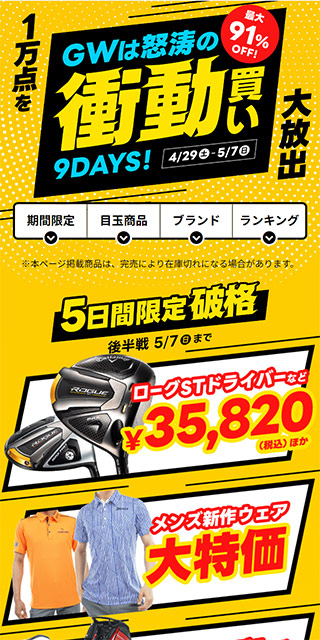 1万点を
GWは怒涛の
最大
91%
OFF!
衝動買い
9DAYS!
4/29土-5/7日
大放出
期間限定
目玉商品
ブランド
ランキング
※本ページ掲載商品は、完売により在庫切れになる場合があります。
5日間限定破格
後半戦 5/7日まで
ROGUE
ローグSTドライバーなど
¥35,820
(税込)ほか
メンズ新作ウェア
大特価